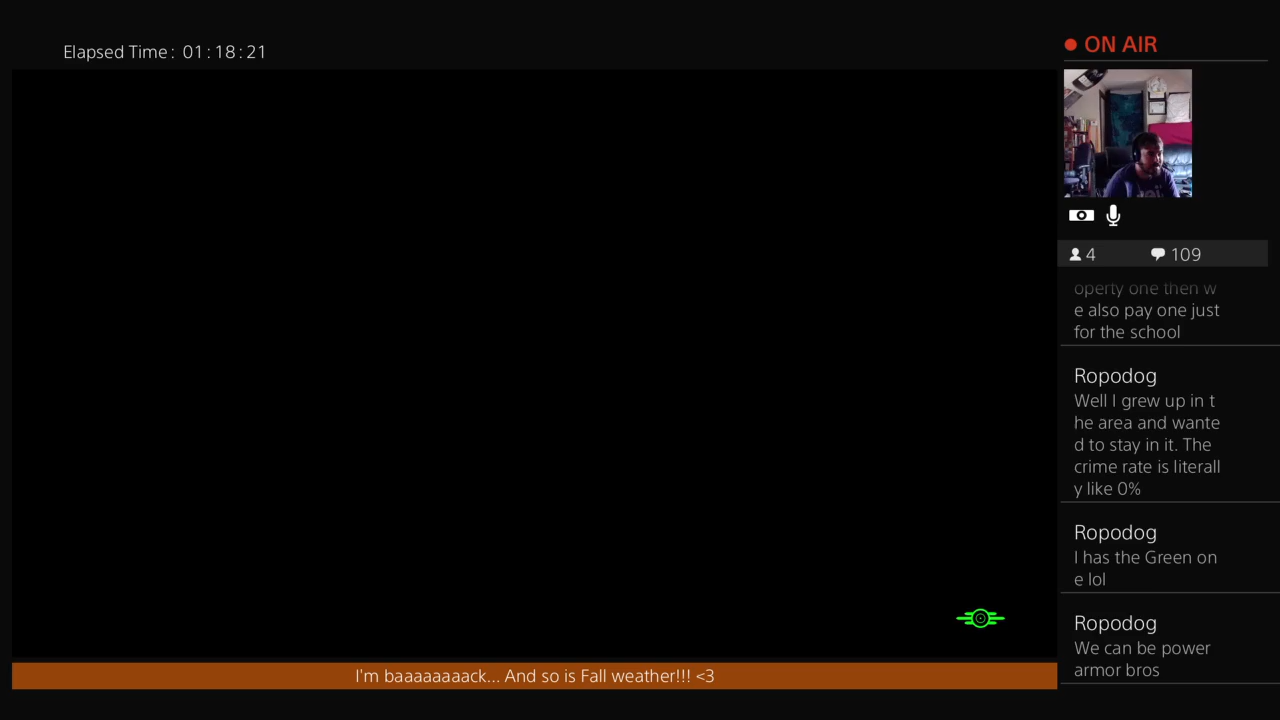 Elapsed Time: 01:18:21
ON AIR
4 109
operty one then w
e also pay one just
for the school
Ropodog
Well I grew up in t
he area and wante
d to stay in it. The
crime rate is literall
y like 0%
Ropodog
I has the Green on
e lol
Ropodog
We can be power
armor bros
I'm baaaaaaaack... And so is Fall weather!!! <3